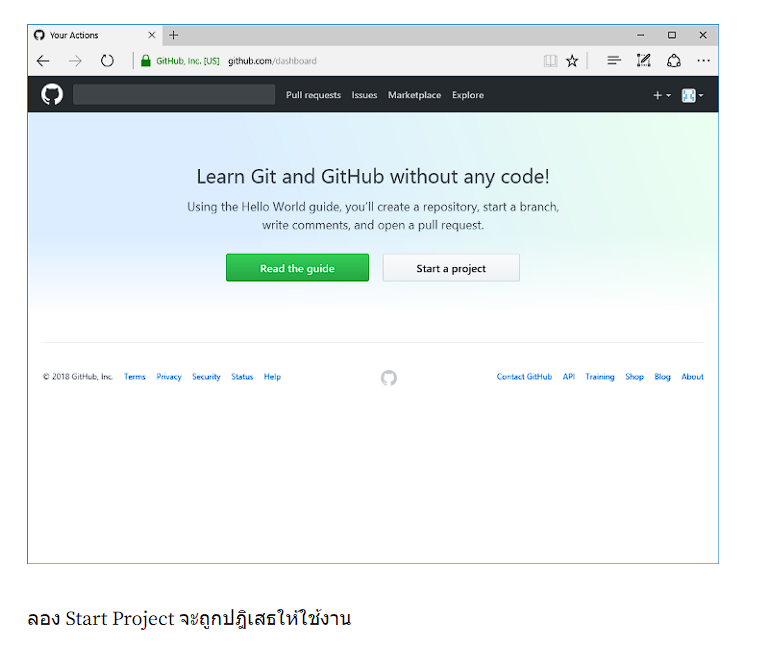 Your Actions
GitHub, Inc. [US] github.com/dashboard
Pull requests Issues Marketplace Explore
Learn Git and GitHub without any code!
Using the Hello World guide, you'll create a repository, start a branch,
write comments, and open a pull request.
Read the guide Start a project
© 2018 GitHub, Inc. Terms Privacy Security Status Help Contact GitHub API Training Shop Blog About
ลอง Start Project จะถูกปฎิเสธให้ใช้งาน